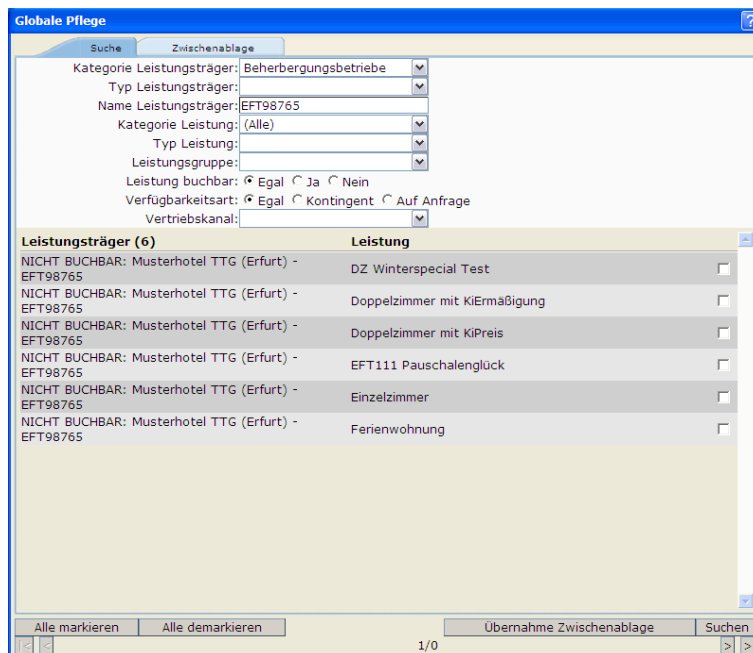 Globale Pflege
?
Suche Zwischenablage
Kategorie Leistungsträger: Beherbergungsbetriebe
Typ Leistungsträger:
Name Leistungsträger: EFT98765
Kategorie Leistung: (Alle)
Typ Leistung:
Leistungsgruppe:
Leistung buchbar: Egal Ja Nein
Verfügbarkeitsart: Egal Kontingent Auf Anfrage
Vertriebskanal:
Leistungsträger (6) Leistung
NICHT BUCHBAR: Musterhotel TTG (Erfurt) -
EFT98765 DZ Winterspecial Test
NICHT BUCHBAR: Musterhotel TTG (Erfurt) -
EFT98765 Doppelzimmer mit KiErmäßigung
NICHT BUCHBAR: Musterhotel TTG (Erfurt) -
EFT98765 Doppelzimmer mit KiPreis
NICHT BUCHBAR: Musterhotel TTG (Erfurt) -
EFT98765 EFT111 Pauschalenglück
NICHT BUCHBAR: Musterhotel TTG (Erfurt) -
EFT98765 Einzelzimmer
NICHT BUCHBAR: Musterhotel TTG (Erfurt) -
EFT98765 Ferienwohnung
Alle markieren Alle demarkieren Übernahme Zwischenablage Suchen
|< < 1/0 > >